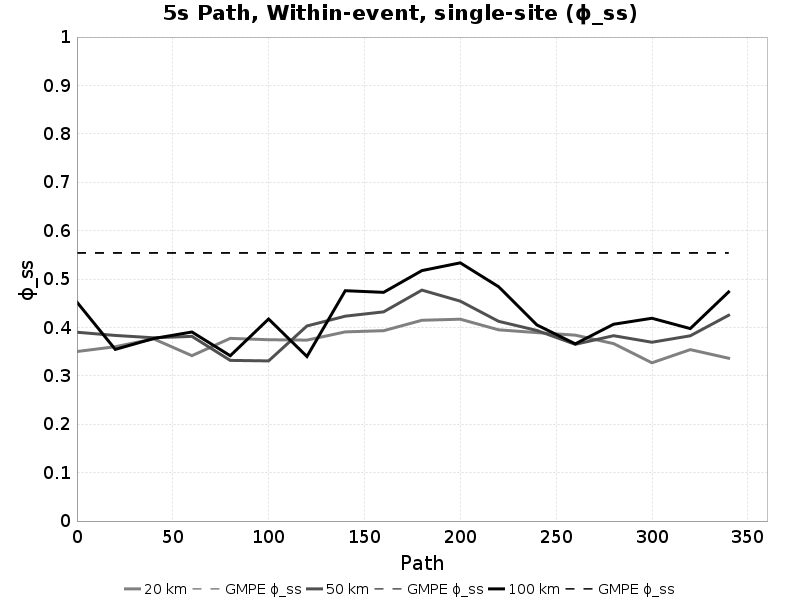 5s Path, Within-event, single-site (ϕ_ss)
1
0.9
0.8
0.7
0.6
0.5
0.4
0.3
0.2
0.1
0
ϕ_ss
0 50 100 150 200 250 300 350
Path
20 km GMPE ϕ_ss 50 km GMPE ϕ_ss 100 km GMPE ϕ_ss